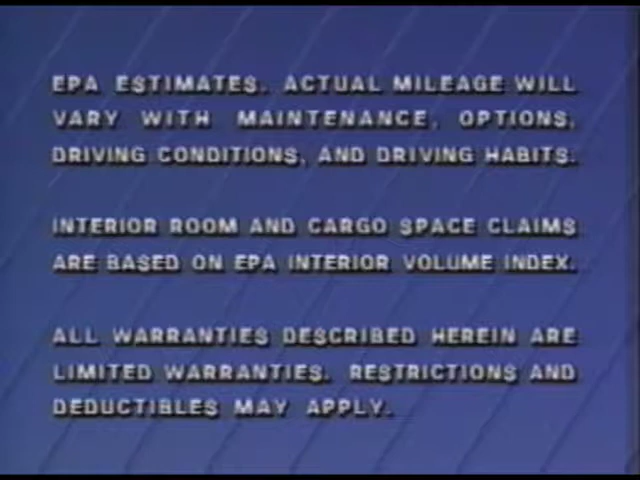 EPA ESTIMATES. ACTUAL MILEAGE WILL
VARY WITH MAINTENANCE, OPTIONS,
DRIVING CONDITIONS, AND DRIVING HABITS.
INTERIOR ROOM AND CARGO SPACE CLAIMS
ARE BASED ON EPA INTERIOR VOLUME INDEX.
ALL WARRANTIES DESCRIBED HEREIN ARE
LIMITED WARRANTIES. RESTRICTIONS AND
DEDUCTIBLES MAY APPLY.